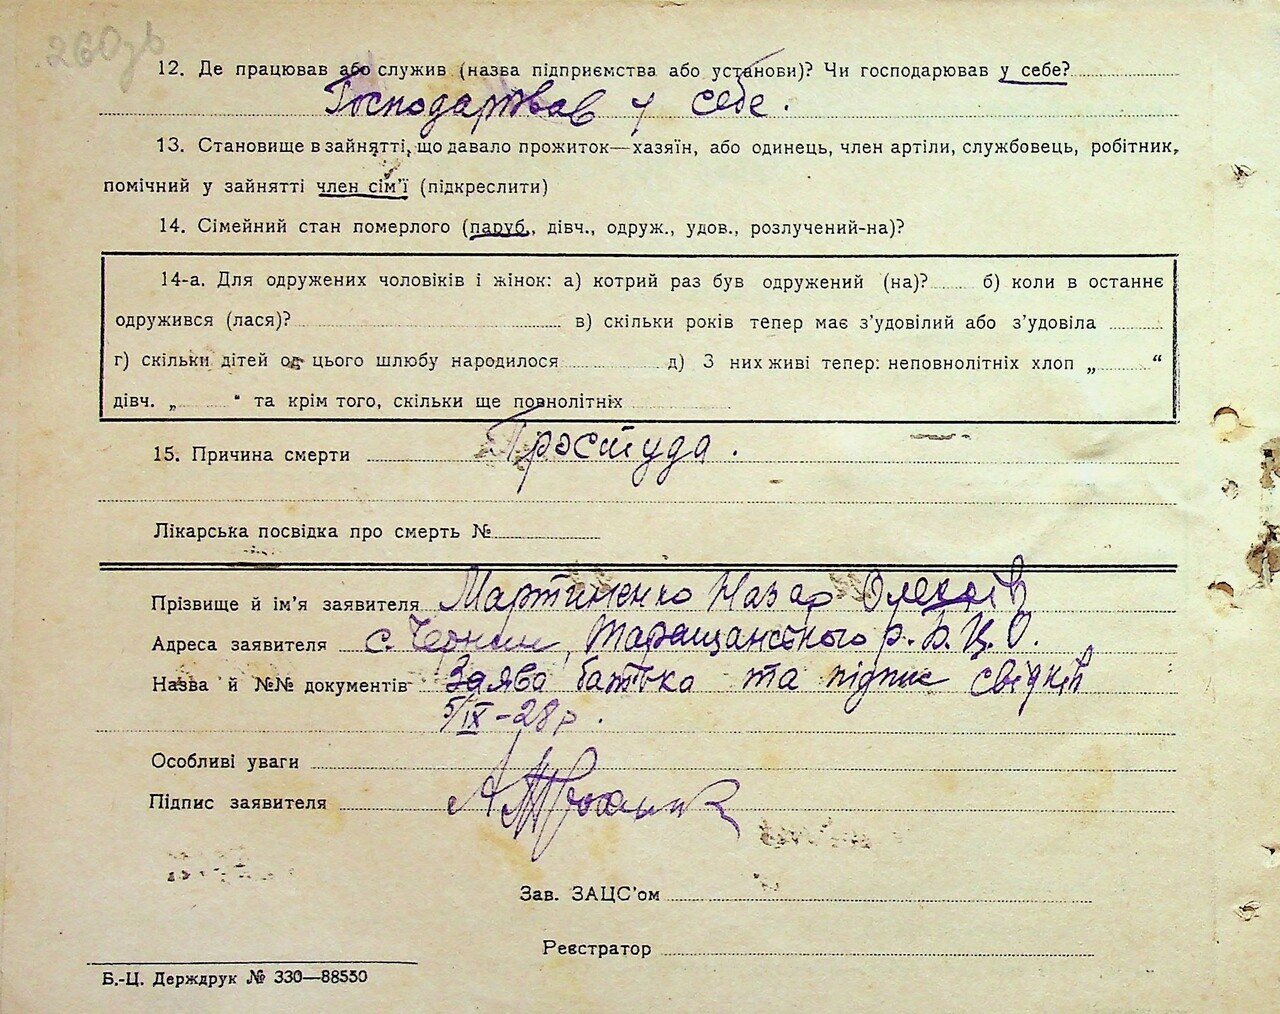 260зв
12. Де працював або служив (назва підприємства або установи)? Чи господарював у себе?
Господарював у себе.
13. Становище в зайнятті, що давало прожиток—хазяїн, або одинець, член артіли, службовець, робітник,
помічний у зайнятті член сім'ї (підкреслити)
14. Сімейний стан померлого (паруб., дівч., одруж., удов., розлучений-на)?
14-а. Для одружених чоловіків і жінок: а) котрий раз був одружений (на)? б) коли в останнє
одружився (лася)? в) скільки років тепер має з'удовілий або з'удовіла
г) скільки дітей од цього шлюбу народилося д) З них живі тепер: неповнолітніх хлоп „ “
дівч. „ “ та крім того, скільки ще повнолітніх
15. Причина смерти Простуда.
Лікарська посвідка про смерть №
Прізвище й ім'я заявителя Мартиненко Назар Олексіїв
Адреса заявителя с. Чернин, Таращанського р. Б.Ц.О.
Назва й №№ документів Заява батька та підпис свідків
5/IX-28р.
Особливі уваги
Підпис заявителя
Зав. ЗАЦС'ом
Реєстратор
Б.-Ц. Держдрук № 330—88550